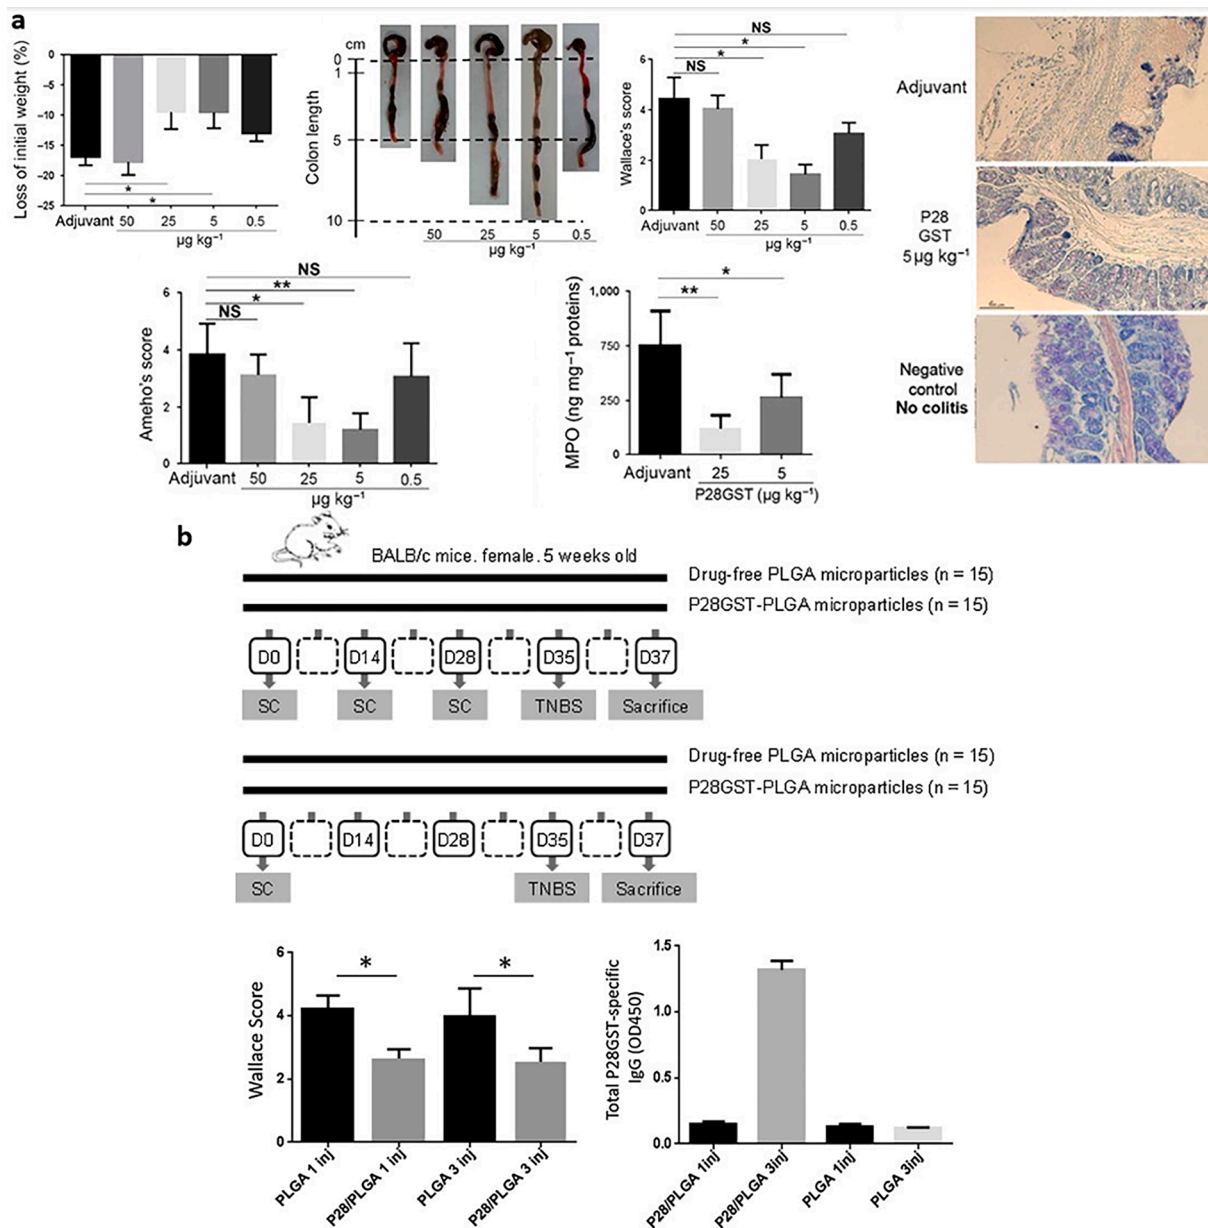 a
Loss of initial weight (%)
0
−5
−10
−15
−20
−25
*
*
Adjuvant 50 25 5 0.5
µg kg⁻¹
Colon length
cm
0
1
5
10
50 25 5 0.5
µg kg⁻¹
Wallace's score
6
4
2
0
NS
*
*
NS
Adjuvant 50 25 5 0.5
µg kg⁻¹
Adjuvant
P28
GST
5 µg kg⁻¹
Negative
control
No colitis
Ameho's score
6
4
2
0
NS
**
*
NS
Adjuvant 50 25 5 0.5
µg kg⁻¹
MPO (ng mg⁻¹ proteins)
1,000
750
250
0
*
**
Adjuvant 25 5
P28GST (µg kg⁻¹)
b
BALB/c mice. female. 5 weeks old
Drug-free PLGA microparticles (n = 15)
P28GST-PLGA microparticles (n = 15)
D0 D14 D28 D35 D37
SC SC SC TNBS Sacrifice
Drug-free PLGA microparticles (n = 15)
P28GST-PLGA microparticles (n = 15)
D0 D14 D28 D35 D37
SC TNBS Sacrifice
Wallace Score
6
4
2
0
* *
PLGA 1 inj
P28/PLGA 1 inj
PLGA 3 inj
P28/PLGA 3 inj
Total P28GST-specific
IgG (OD450)
1.5
1.0
0.5
0.0
P28/PLGA 1inj
P28/PLGA 3inj
PLGA 1inj
PLGA 3inj